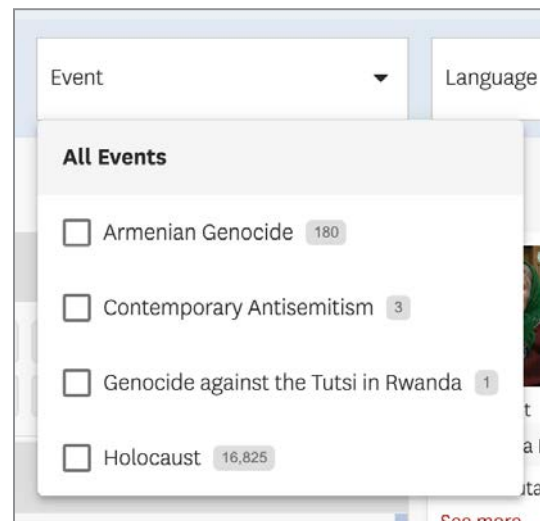 Event
Language
All Events
Armenian Genocide 180
Contemporary Antisemitism 3
Genocide against the Tutsi in Rwanda 1
Holocaust 16,825
See more